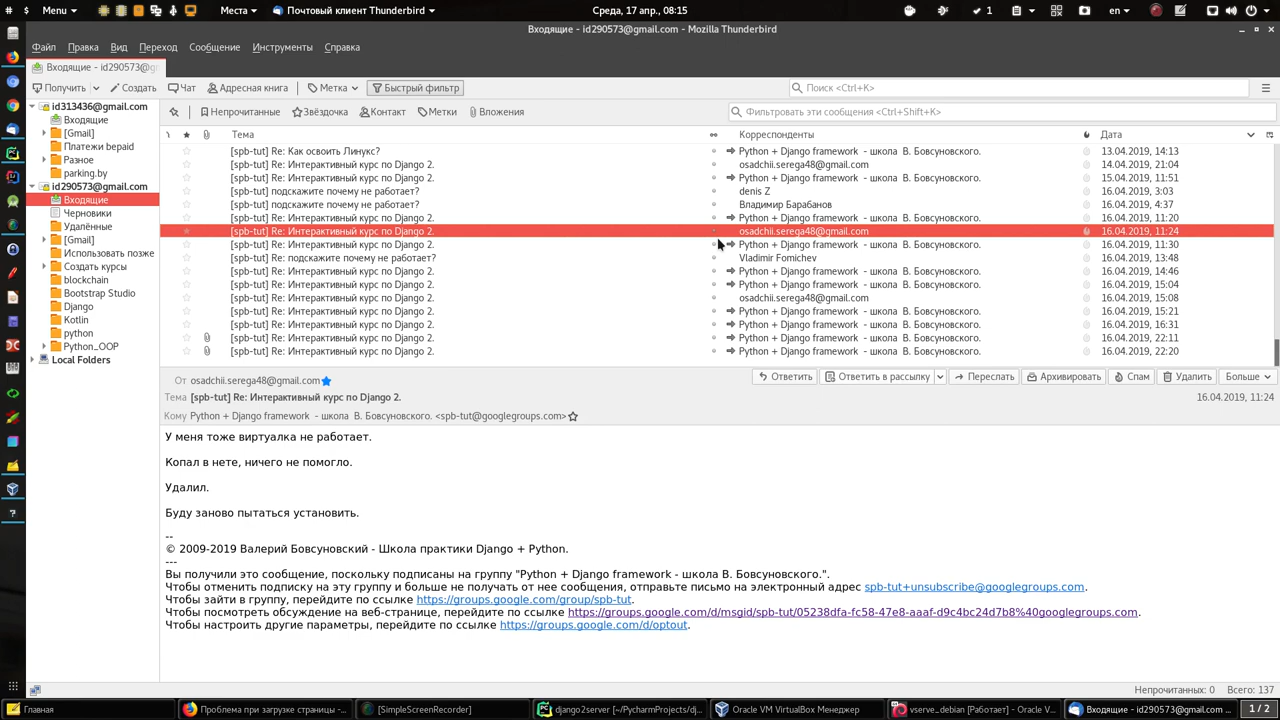 Приложения
Места
Почтовый клиент Thunderbird
Среда, 17 апр., 08:15
1
en
Входящие - id290573@gmail.com - Mozilla Thunderbird
Файл Правка Вид Переход Сообщение Инструменты Справка
Входящие - id290573@g
Получить Создать Чат Адресная книга Метка Быстрый фильтр Поиск <Ctrl+K>
Непрочитанные Звёздочка Контакт Метки Вложения Фильтровать эти сообщения <Ctrl+Shift+K>
id313436@gmail.com
Входящие
[Gmail]
Платежи bepaid
Разное
parking.by
id290573@gmail.com
Входящие
Черновики
Удалённые
[Gmail]
Использовать позже
Создать курсы
blockchain
Bootstrap Studio
Django
Kotlin
python
Python_OOP
Local Folders
Тема Корреспонденты Дата
[spb-tut] Re: Как освоить Линукс? Python + Django framework - школа В. Бовсуновского. 13.04.2019, 14:13
[spb-tut] Re: Интерактивный курс по Django 2. osadchii.serega48@gmail.com 14.04.2019, 21:04
[spb-tut] Re: Интерактивный курс по Django 2. Python + Django framework - школа В. Бовсуновского. 15.04.2019, 11:51
[spb-tut] подскажите почему не работает? denis Z 16.04.2019, 3:03
[spb-tut] подскажите почему не работает? Владимир Барабанов 16.04.2019, 4:37
[spb-tut] Re: Интерактивный курс по Django 2. Python + Django framework - школа В. Бовсуновского. 16.04.2019, 11:20
[spb-tut] Re: Интерактивный курс по Django 2. osadchii.serega48@gmail.com 16.04.2019, 11:24
[spb-tut] Re: Интерактивный курс по Django 2. Python + Django framework - школа В. Бовсуновского. 16.04.2019, 11:30
[spb-tut] Re: подскажите почему не работает? Vladimir Fomichev 16.04.2019, 13:48
[spb-tut] Re: Интерактивный курс по Django 2. Python + Django framework - школа В. Бовсуновского. 16.04.2019, 14:46
[spb-tut] Re: Интерактивный курс по Django 2. Python + Django framework - школа В. Бовсуновского. 16.04.2019, 15:04
[spb-tut] Re: Интерактивный курс по Django 2. osadchii.serega48@gmail.com 16.04.2019, 15:08
[spb-tut] Re: Интерактивный курс по Django 2. Python + Django framework - школа В. Бовсуновского. 16.04.2019, 15:21
[spb-tut] Re: Интерактивный курс по Django 2. Python + Django framework - школа В. Бовсуновского. 16.04.2019, 16:31
[spb-tut] Re: Интерактивный курс по Django 2. Python + Django framework - школа В. Бовсуновского. 16.04.2019, 22:11
[spb-tut] Re: Интерактивный курс по Django 2. Python + Django framework - школа В. Бовсуновского. 16.04.2019, 22:20
От osadchii.serega48@gmail.com Ответить Ответить в рассылку Переслать Архивировать Спам Удалить Больше
Тема [spb-tut] Re: Интерактивный курс по Django 2. 16.04.2019, 11:24
Кому Python + Django framework - школа В. Бовсуновского. <spb-tut@googlegroups.com>
У меня тоже виртуалка не работает.
Копал в нете, ничего не помогло.
Удалил.
Буду заново пытаться установить.
--
© 2009-2019 Валерий Бовсуновский - Школа практики Django + Python.
---
Вы получили это сообщение, поскольку подписаны на группу "Python + Django framework - школа В. Бовсуновского.".
Чтобы отменить подписку на эту группу и больше не получать от нее сообщения, отправьте письмо на электронный адрес spb-tut+unsubscribe@googlegroups.com.
Чтобы зайти в группу, перейдите по ссылке https://groups.google.com/group/spb-tut.
Чтобы посмотреть обсуждение на веб-странице, перейдите по ссылке https://groups.google.com/d/msgid/spb-tut/05238dfa-fc58-47e8-aaaf-d9c4bc24d7b8%40googlegroups.com.
Чтобы настроить другие параметры, перейдите по ссылке https://groups.google.com/d/optout.
Непрочитанных: 0 Всего: 137
Главная
Проблема при загрузке страницы -...
[SimpleScreenRecorder]
django2server [~/PycharmProjects/dj...
Oracle VM VirtualBox Менеджер
vserve_debian [Работает] - Oracle V...
Входящие - id290573@gmail.com -...
1 / 2